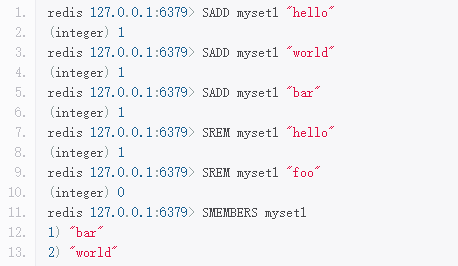 1. redis 127.0.0.1:6379> SADD myset1 "hello"
2. (integer) 1
3. redis 127.0.0.1:6379> SADD myset1 "world"
4. (integer) 1
5. redis 127.0.0.1:6379> SADD myset1 "bar"
6. (integer) 1
7. redis 127.0.0.1:6379> SREM myset1 "hello"
8. (integer) 1
9. redis 127.0.0.1:6379> SREM myset1 "foo"
10. (integer) 0
11. redis 127.0.0.1:6379> SMEMBERS myset1
12. 1) "bar"
13. 2) "world"